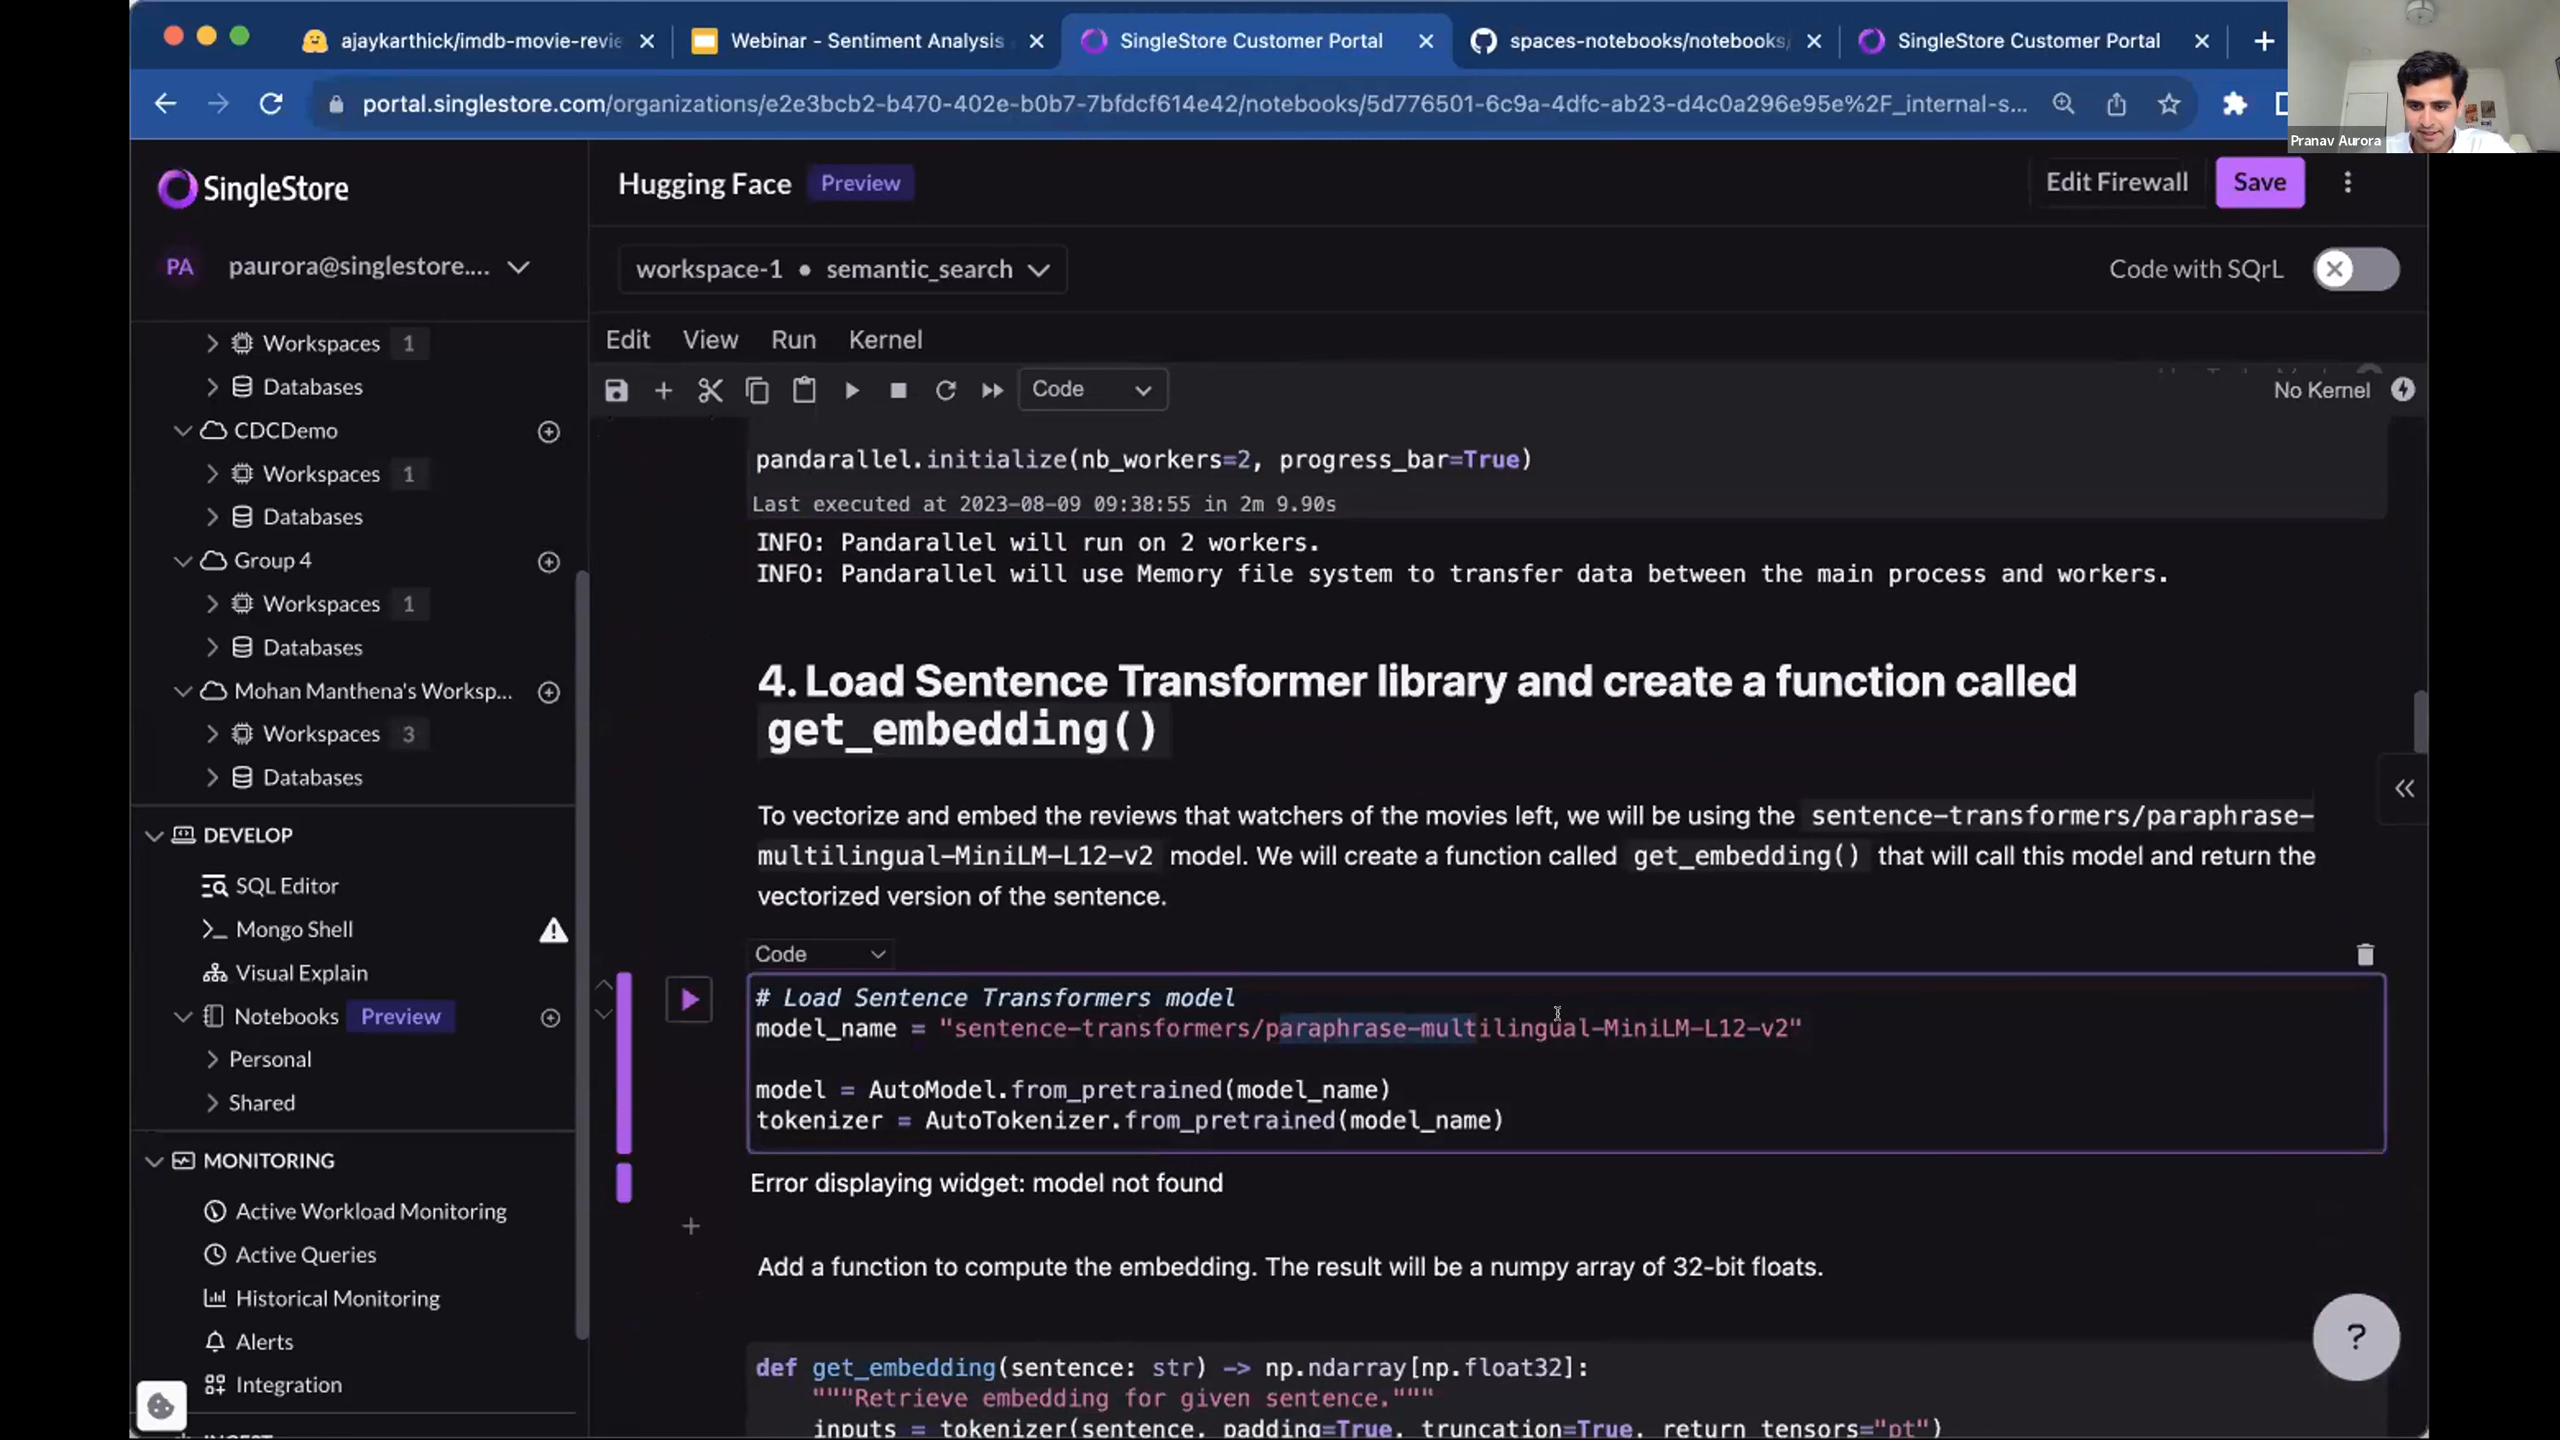 ajaykarthick/imdb-movie-revie
Webinar - Sentiment Analysis
SingleStore Customer Portal
spaces-notebooks/notebooks
SingleStore Customer Portal
portal.singlestore.com/organizations/e2e3bcb2-b470-402e-b0b7-7bfdcf614e42/notebooks/5d776501-6c9a-4dfc-ab23-d4c0a296e95e%2F_internal-s...
Pranav Aurora
SingleStore
Hugging Face
Preview
Edit Firewall
Save
PA
paurora@singlestore....
workspace-1 • semantic_search
Code with SQrL
Edit View Run Kernel
Code
No Kernel
Workspaces 1
Databases
CDCDemo
Workspaces 1
Databases
Group 4
Workspaces 1
Databases
Mohan Manthena's Worksp...
Workspaces 3
Databases
DEVELOP
SQL Editor
Mongo Shell
Visual Explain
Notebooks Preview
Personal
Shared
MONITORING
Active Workload Monitoring
Active Queries
Historical Monitoring
Alerts
Integration
pandarallel.initialize(nb_workers=2, progress_bar=True)
Last executed at 2023-08-09 09:38:55 in 2m 9.90s
INFO: Pandarallel will run on 2 workers.
INFO: Pandarallel will use Memory file system to transfer data between the main process and workers.
4. Load Sentence Transformer library and create a function called
get_embedding()
To vectorize and embed the reviews that watchers of the movies left, we will be using the sentence-transformers/paraphrase-
multilingual-MiniLM-L12-v2 model. We will create a function called get_embedding() that will call this model and return the
vectorized version of the sentence.
Code
# Load Sentence Transformers model
model_name = "sentence-transformers/paraphrase-multilingual-MiniLM-L12-v2"
model = AutoModel.from_pretrained(model_name)
tokenizer = AutoTokenizer.from_pretrained(model_name)
Error displaying widget: model not found
Add a function to compute the embedding. The result will be a numpy array of 32-bit floats.
def get_embedding(sentence: str) -> np.ndarray[np.float32]:
"""Retrieve embedding for given sentence."""
inputs = tokenizer(sentence, padding=True, truncation=True, return_tensors="pt")
?